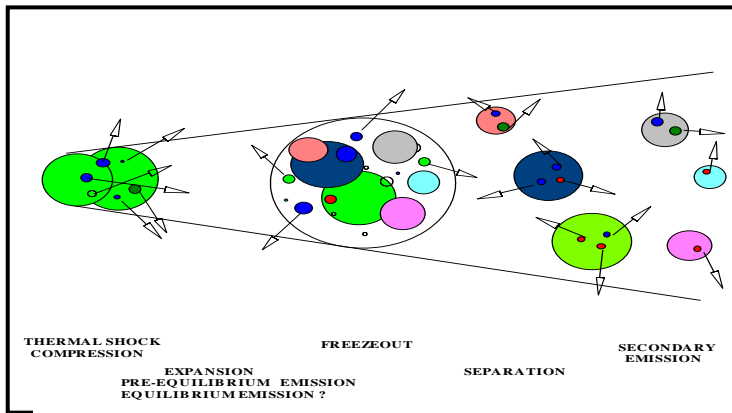 THERMAL SHOCK
COMPRESSION
EXPANSION
PRE-EQUILIBRIUM EMISSION
EQUILIBRIUM EMISSION ?
FREEZEOUT
SEPARATION
SECONDARY
EMISSION